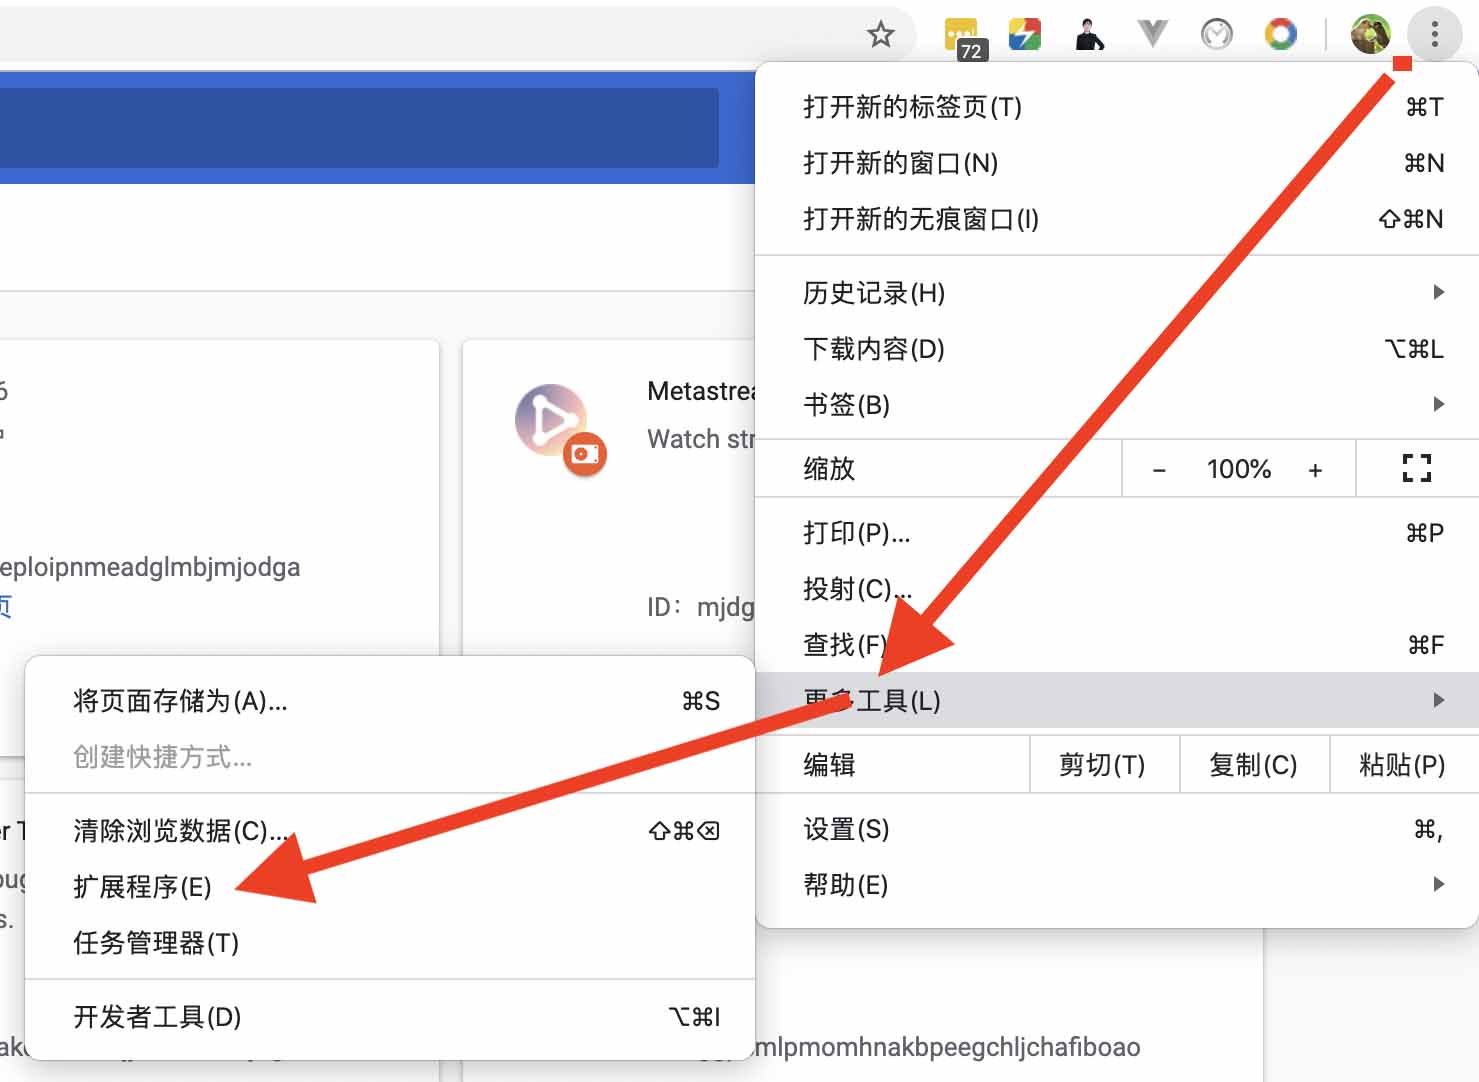 72
打开新的标签页(T) ⌘T
打开新的窗口(N) ⌘N
打开新的无痕窗口(I) ⇧⌘N
历史记录(H)
下载内容(D) ⌥⌘L
书签(B)
缩放 − 100% +
打印(P)... ⌘P
投射(C)...
查找(F) ⌘F
更多工具(L)
编辑 剪切(T) 复制(C) 粘贴(P)
设置(S) ⌘,
帮助(E)
Metastrea
Watch str
ID： mjdg
eploipnmeadglmbjmjodga
页
将页面存储为(A)... ⌘S
创建快捷方式...
清除浏览数据(C)... ⇧⌘⌫
扩展程序(E)
任务管理器(T)
开发者工具(D) ⌥⌘I
er T
s.
mlpmomhnakbpeegchljchafiboao